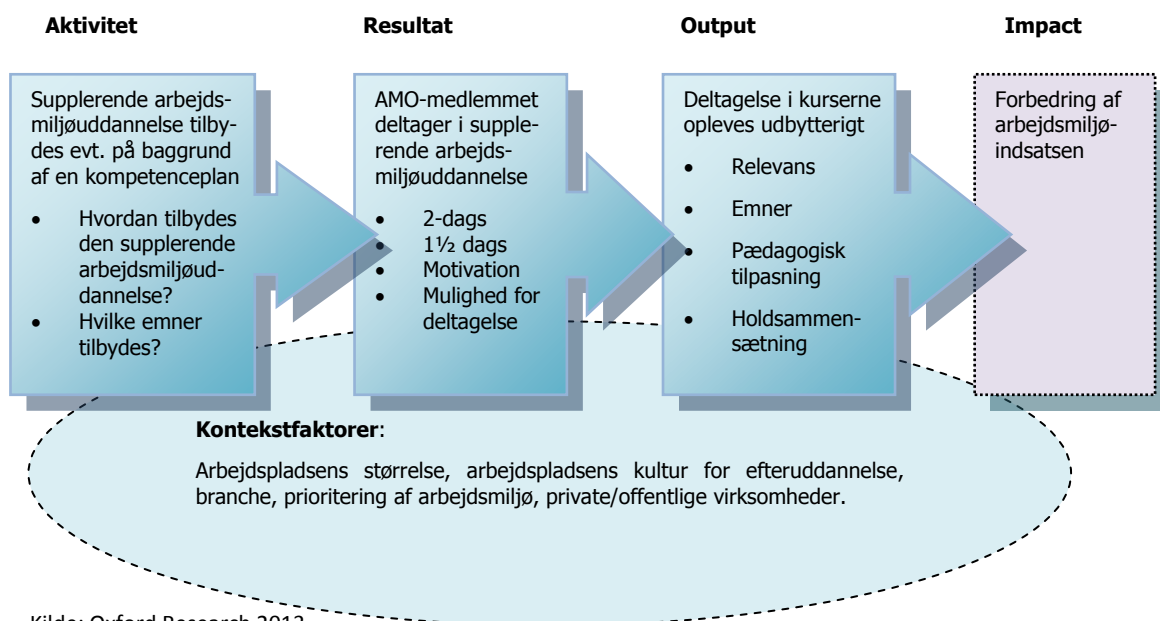 Aktivitet
Resultat
Output
Impact
Supplerende arbejds-
miljøuddannelse tilby-
des evt. på baggrund
af en kompetenceplan
• Hvordan tilbydes
den supplerende
arbejdsmiljøud-
dannelse?
• Hvilke emner
tilbydes?
AMO-medlemmet
deltager i supple-
rende arbejds-
miljøuddannelse
• 2-dags
• 1½ dags
• Motivation
• Mulighed for
deltagelse
Deltagelse i kurserne
opleves udbytterigt
• Relevans
• Emner
• Pædagogisk
tilpasning
• Holdsammen-
sætning
Forbedring af
arbejdsmiljø-
indsatsen
Kontekstfaktorer:
Arbejdspladsens størrelse, arbejdspladsens kultur for efteruddannelse,
branche, prioritering af arbejdsmiljø, private/offentlige virksomheder.
Kilde: Oxford Research